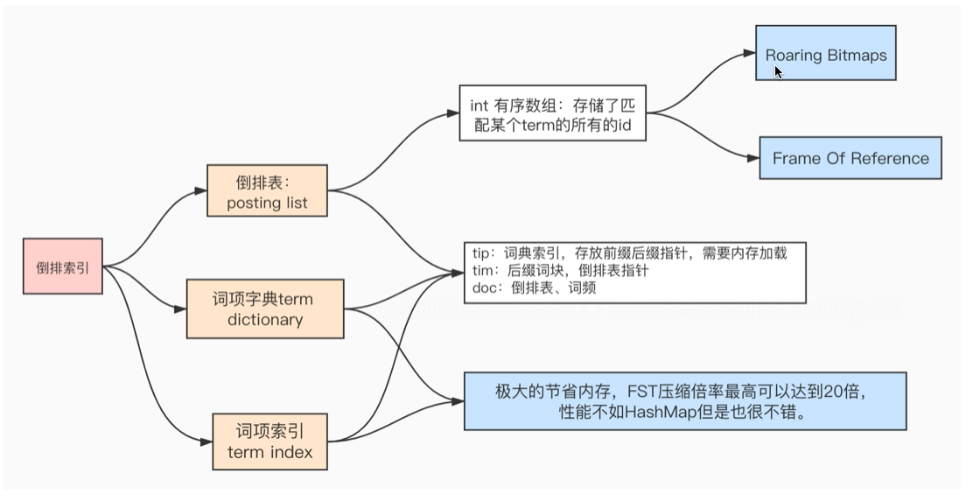 倒排索引
倒排表：
posting list
词项字典term
dictionary
词项索引
term index
int 有序数组：存储了匹
配某个term的所有的id
tip：词典索引，存放前缀后缀指针，需要内存加载
tim：后缀词块，倒排表指针
doc：倒排表、词频
极大的节省内存，FST压缩倍率最高可以达到20倍，
性能不如HashMap但是也很不错。
Roaring Bitmaps
Frame Of Reference